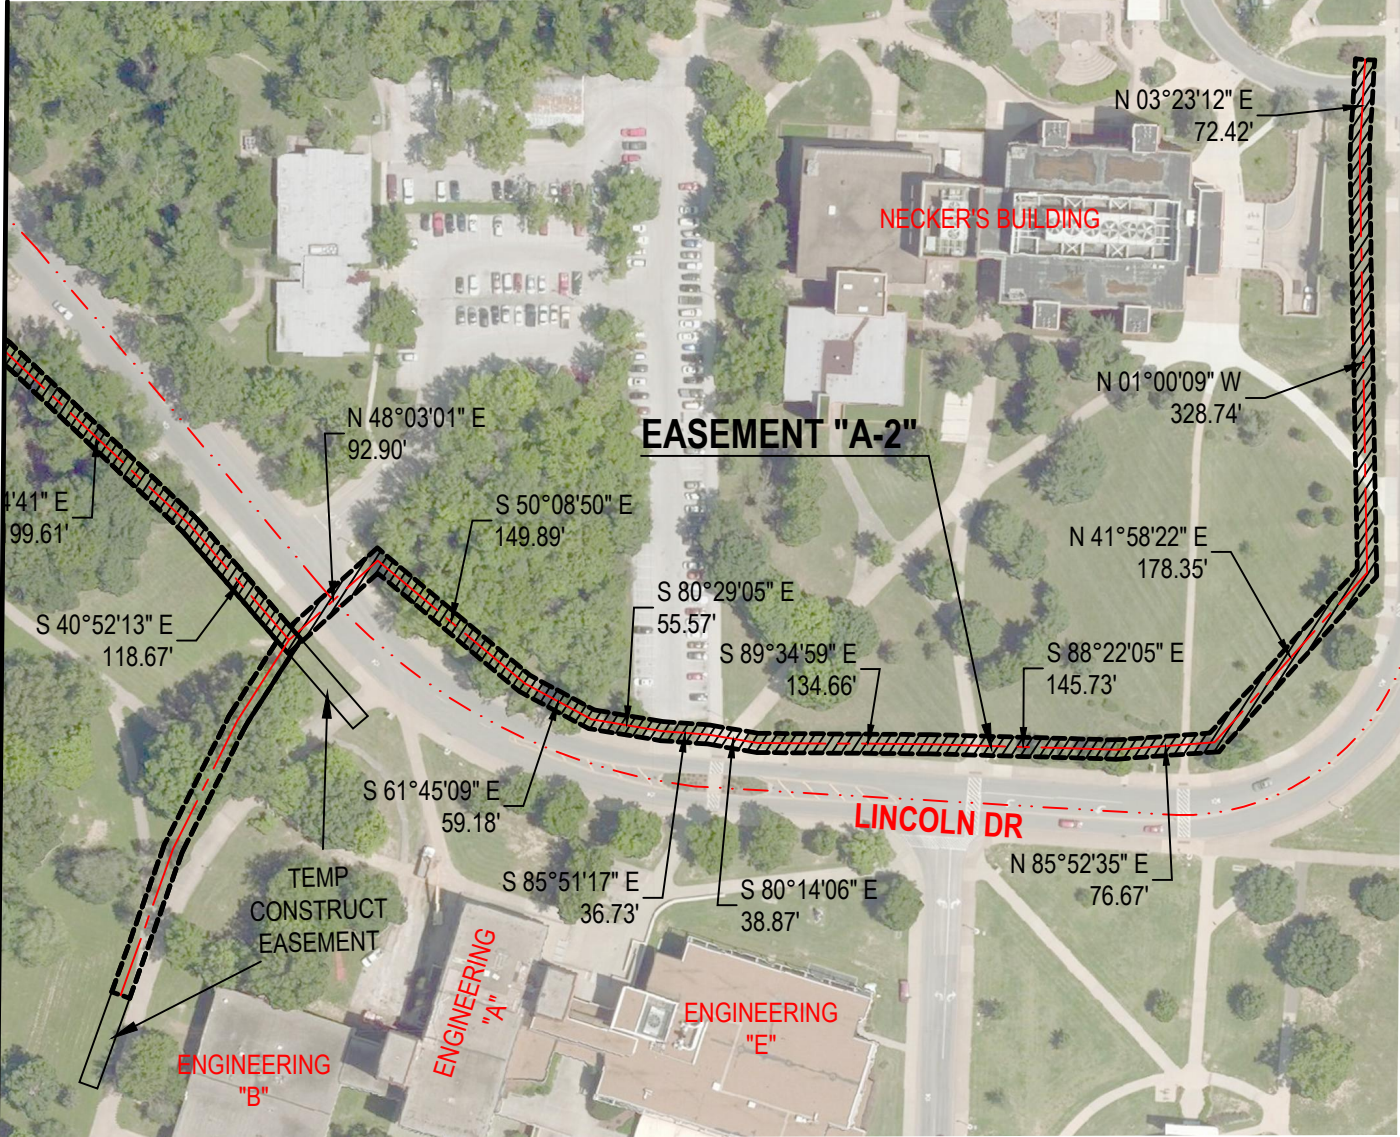 N 03°23'12" E
72.42'
NECKER'S BUILDING
N 01°00'09" W
328.74'
N 48°03'01" E
92.90'
EASEMENT "A-2"
4'41" E
99.61'
S 50°08'50" E
149.89'
N 41°58'22" E
178.35'
S 80°29'05" E
55.57'
S 40°52'13" E
118.67'
S 89°34'59" E
134.66'
S 88°22'05" E
145.73'
S 61°45'09" E
59.18'
LINCOLN DR
N 85°52'35" E
76.67'
TEMP
CONSTRUCT
EASEMENT
S 85°51'17" E
36.73'
S 80°14'06" E
38.87'
ENGINEERING
"A"
ENGINEERING
"E"
ENGINEERING
"B"